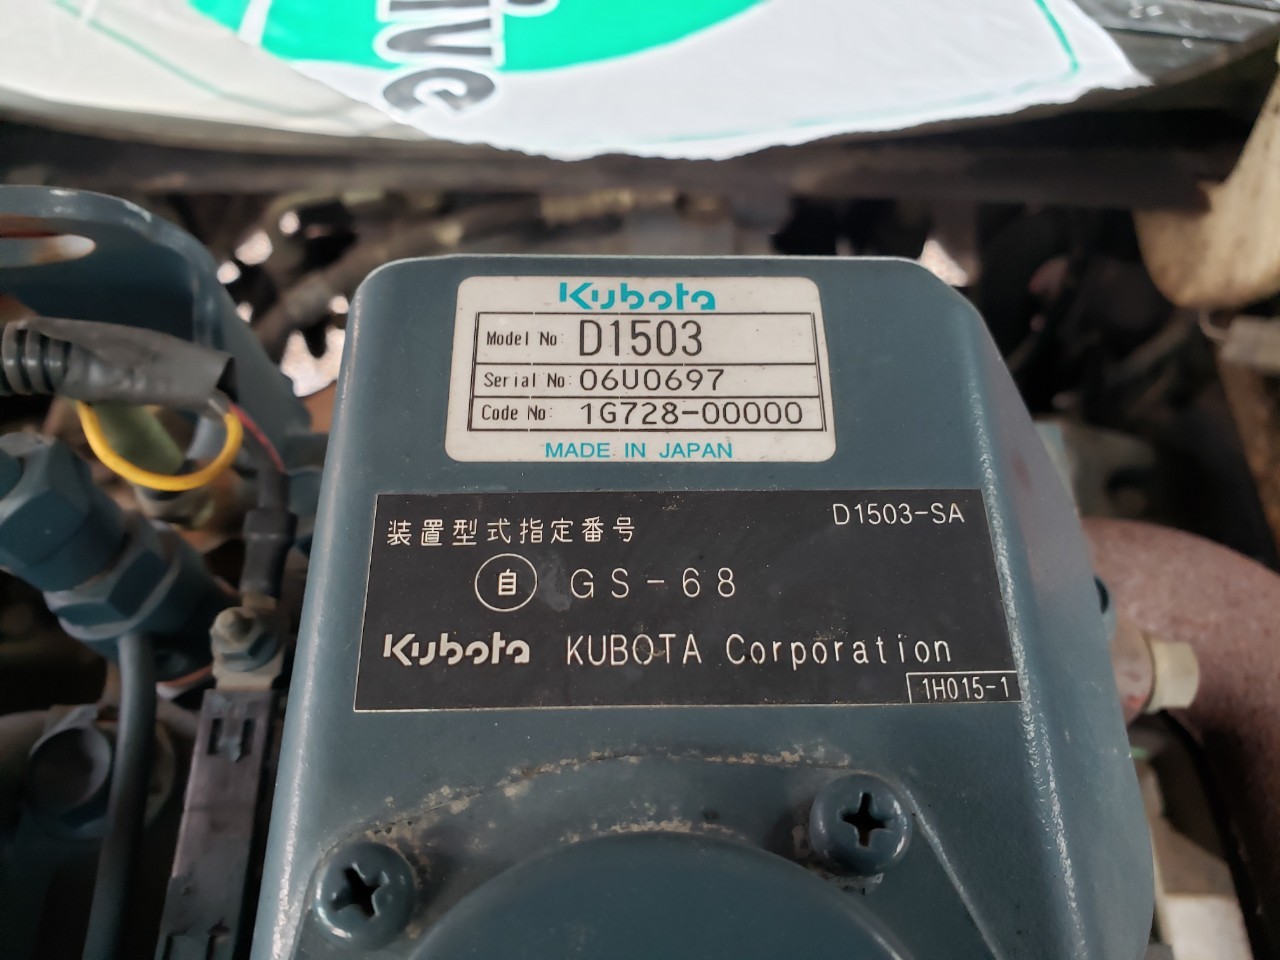 ive
Kubota
Model No: D1503
Serial No: 06U0697
Code No: 1G728-00000
MADE IN JAPAN
D1503-SA
装置型式指定番号
自 GS-68
Kubota KUBOTA Corporation
1H015-1